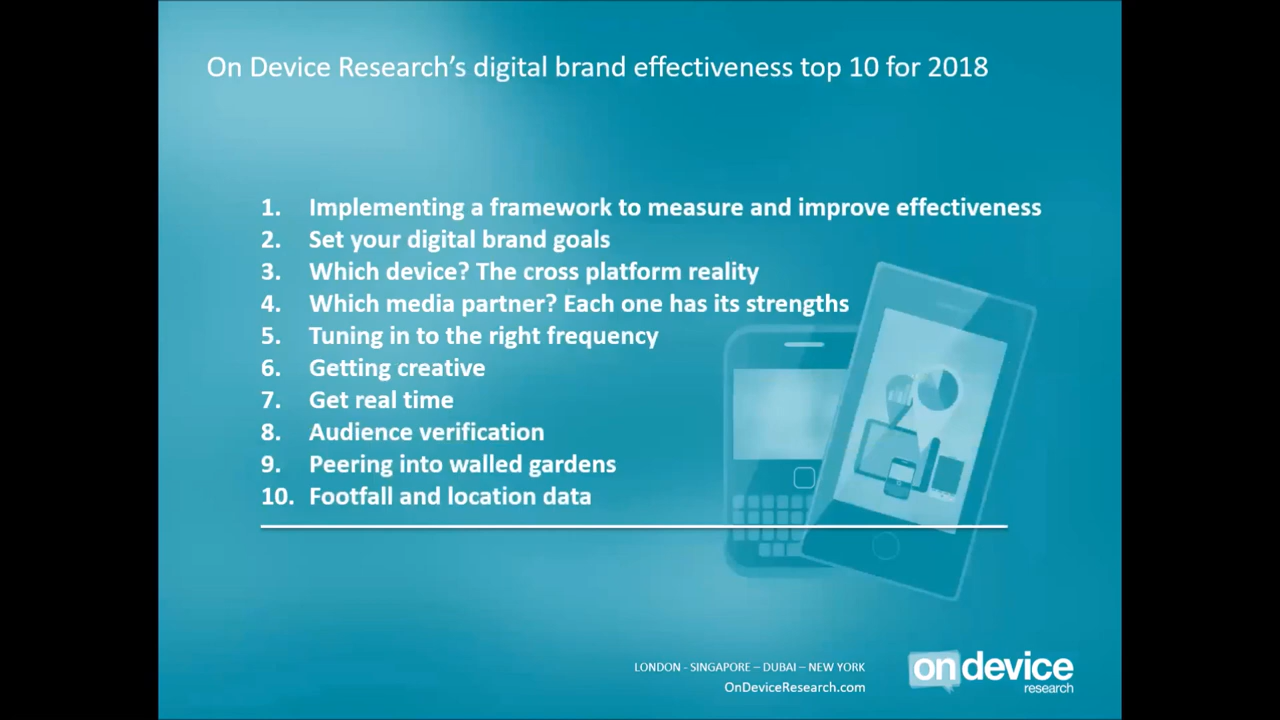 On Device Research’s digital brand effectiveness top 10 for 2018
1. Implementing a framework to measure and improve effectiveness
2. Set your digital brand goals
3. Which device? The cross platform reality
4. Which media partner? Each one has its strengths
5. Tuning in to the right frequency
6. Getting creative
7. Get real time
8. Audience verification
9. Peering into walled gardens
10. Footfall and location data
LONDON - SINGAPORE – DUBAI – NEW YORK
OnDeviceResearch.com
on device
research